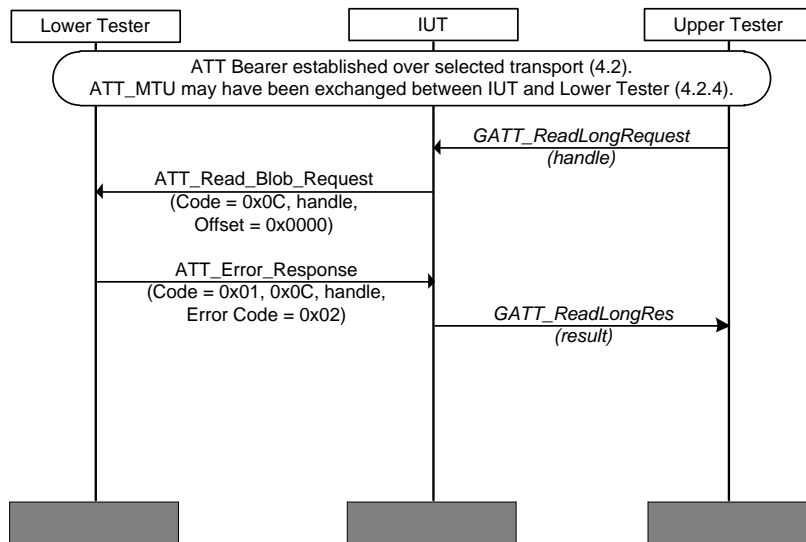 Lower Tester
IUT
Upper Tester
ATT Bearer established over selected transport (4.2).
ATT_MTU may have been exchanged between IUT and Lower Tester (4.2.4).
GATT_ReadLongRequest
(handle)
ATT_Read_Blob_Request
(Code = 0x0C, handle,
Offset = 0x0000)
ATT_Error_Response
(Code = 0x01, 0x0C, handle,
Error Code = 0x02)
GATT_ReadLongRes
(result)